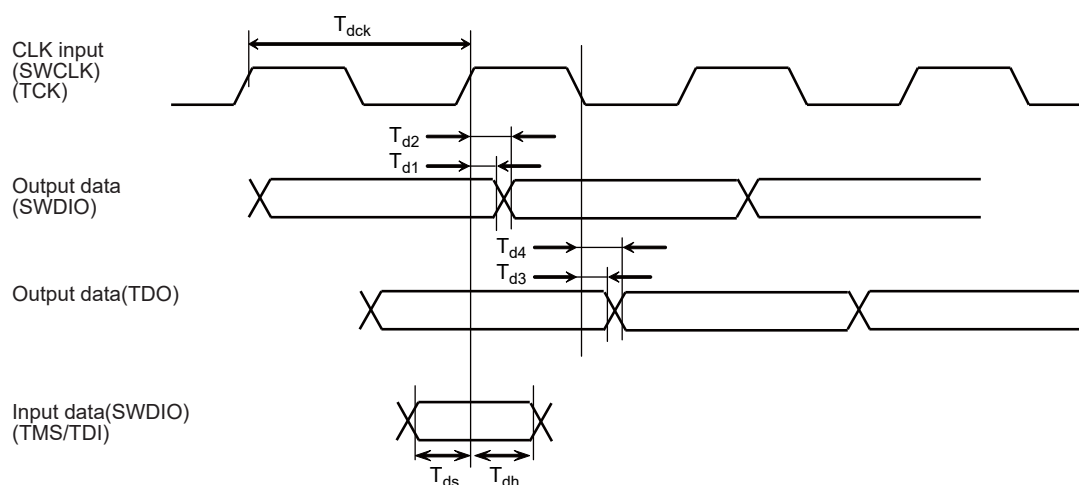 T_dck
CLK input
(SWCLK)
(TCK)
T_d2
T_d1
Output data
(SWDIO)
T_d4
T_d3
Output data(TDO)
Input data(SWDIO)
(TMS/TDI)
T_ds T_dh